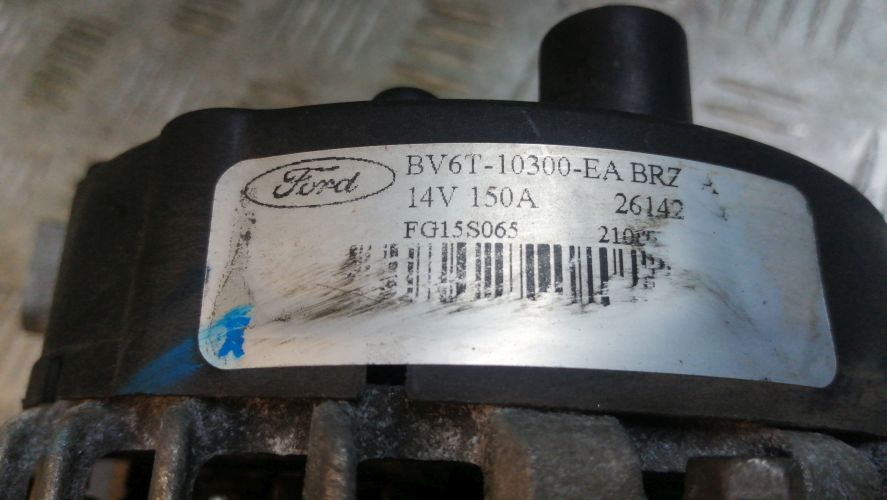 Ford
BV6T-10300-EA BRZ A
14V 150A 26142
FG15S065